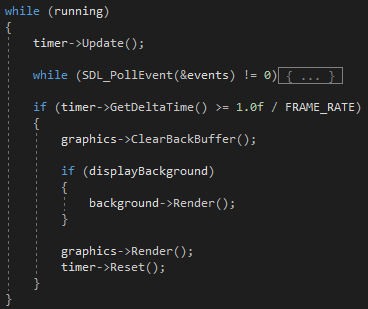 while (running)
{
timer->Update();
while (SDL_PollEvent(&events) != 0) { ... }
if (timer->GetDeltaTime() >= 1.0f / FRAME_RATE)
{
graphics->ClearBackBuffer();
if (displayBackground)
{
background->Render();
}
graphics->Render();
timer->Reset();
}
}